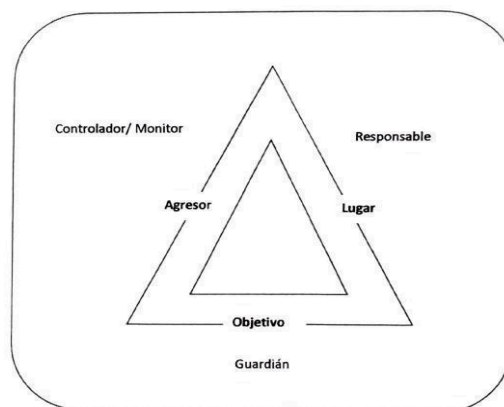 Controlador/ Monitor
Responsable
Agresor
Lugar
Objetivo
Guardián